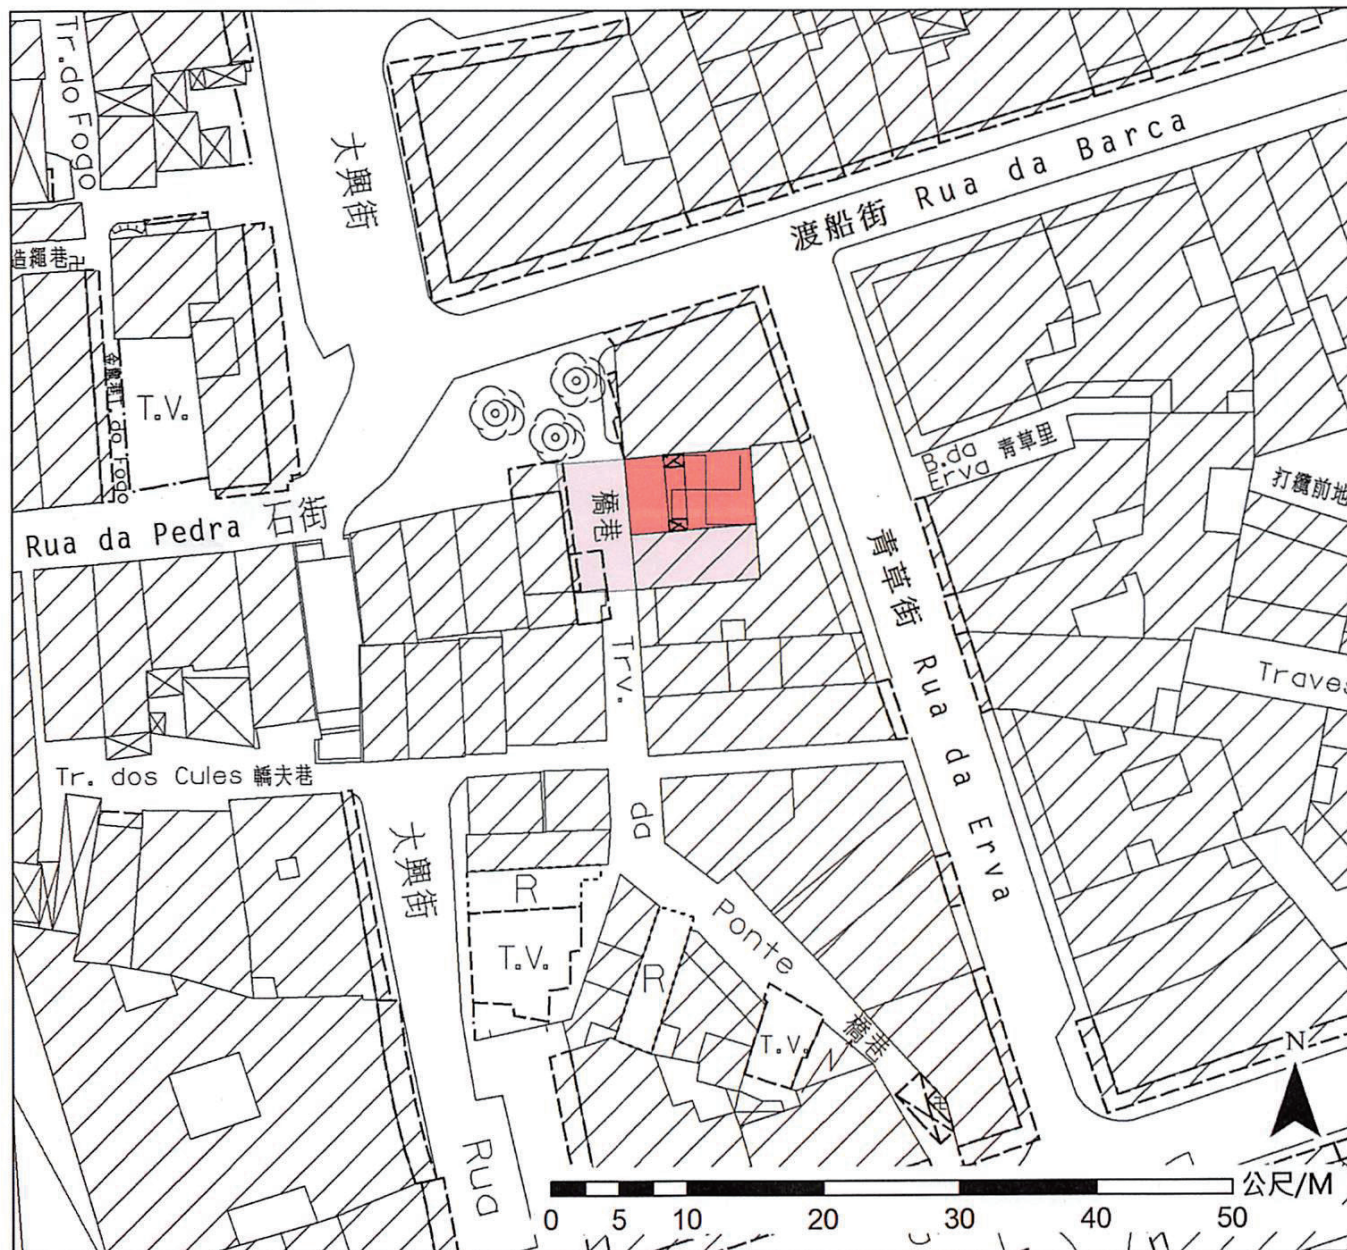 Tr. do Fogo
大興街
渡船街 Rua da Barca
造繩巷
T.V.
T. do Fogo
B. da Erva 青草里
打纜前地
Rua da Pedra 石街
橋巷
青草街 Rua da Erva
Trv. da Ponte 橋巷
Traves
Tr. dos Cules 轎夫巷
大興街
Rua
R
T.V.
R
T.V.
N
公尺/M
0 5 10 20 30 40 50